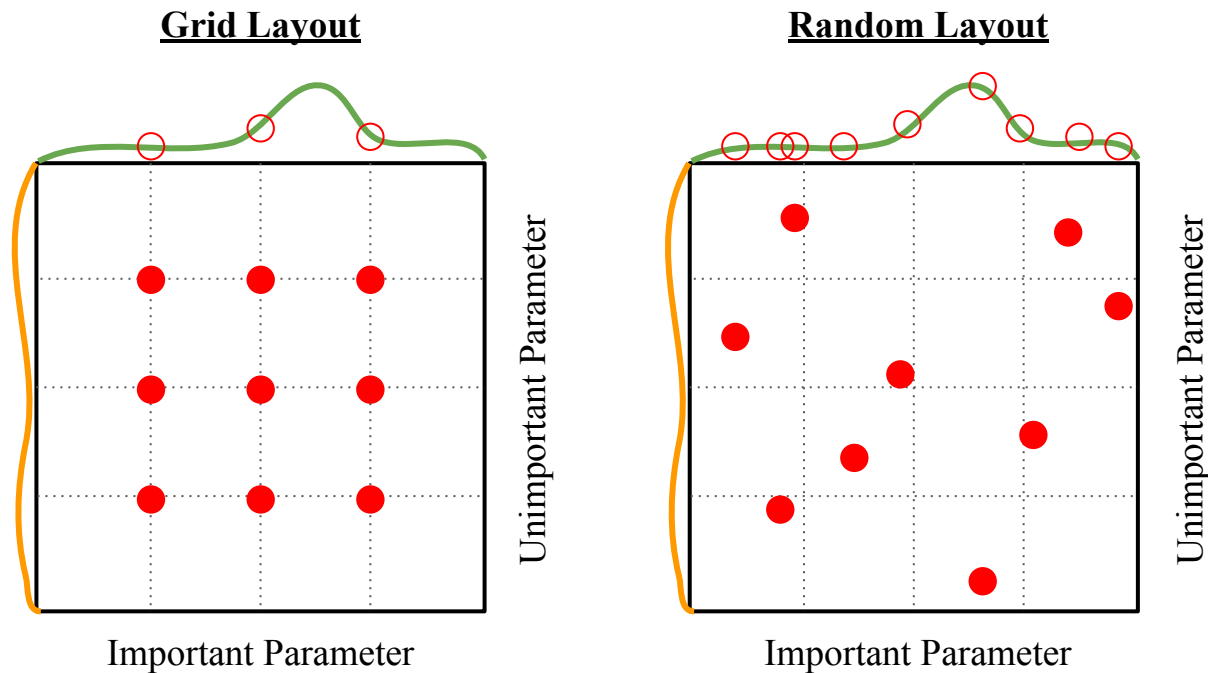 Grid Layout
Unimportant Parameter
Important Parameter
Random Layout
Unimportant Parameter
Important Parameter